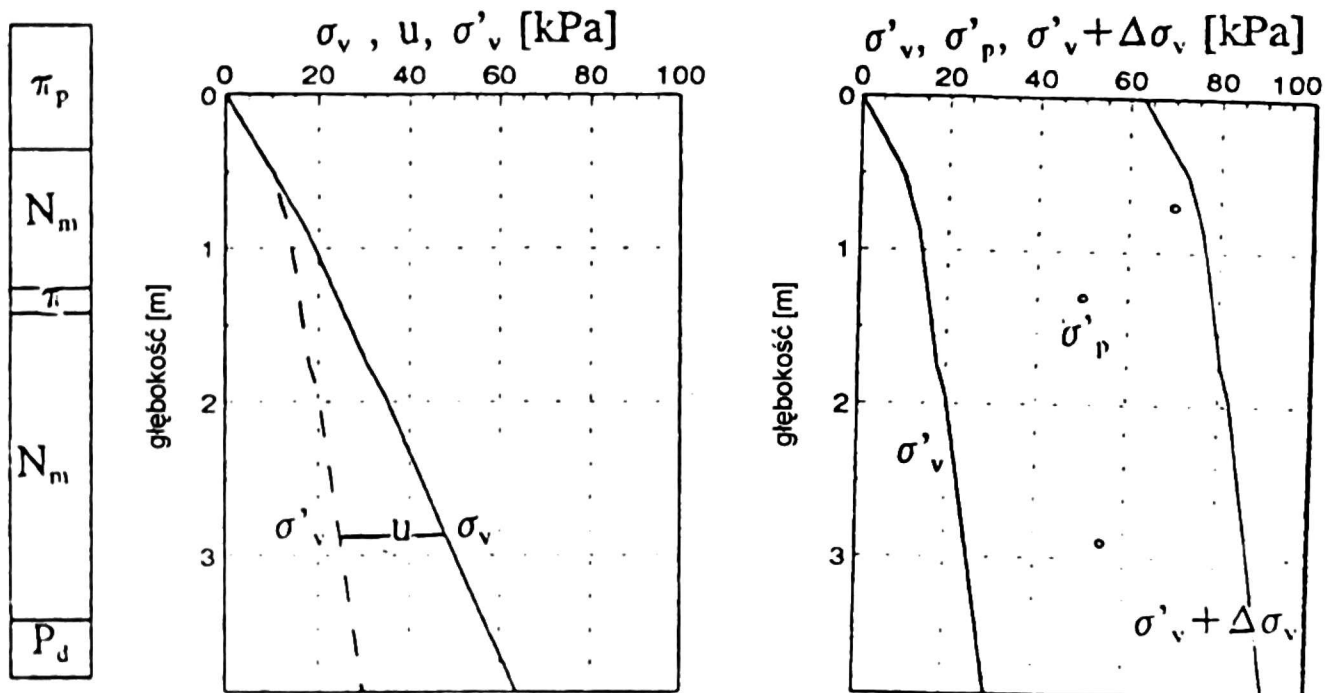 π_p
N_m
π
N_m
P_d
σ_v , u, σ'_v [kPa]
0 20 40 60 80 100
0
1
2
3
głębokość [m]
σ'_v u σ_v
σ'_v, σ'_p, σ'_v+Δσ_v [kPa]
0 20 40 60 80 100
0
1
2
3
głębokość [m]
σ'_p
σ'_v
σ'_v+Δσ_v